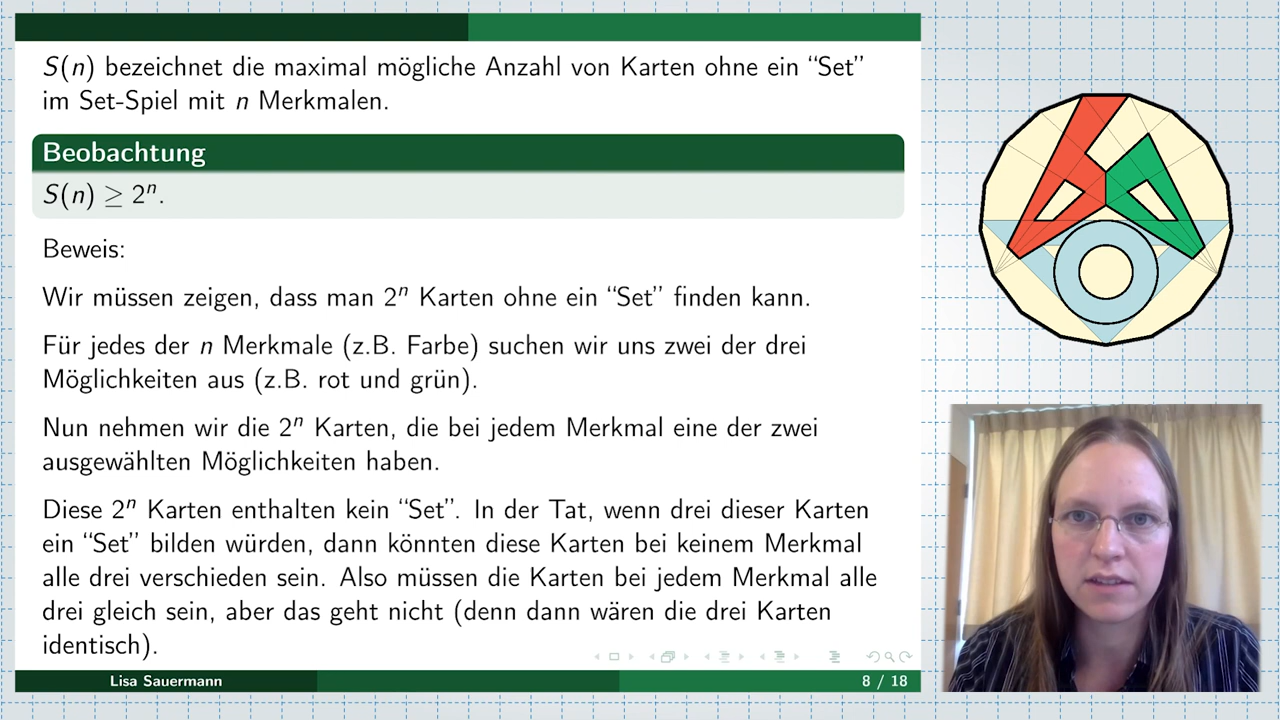 S(n) bezeichnet die maximal mögliche Anzahl von Karten ohne ein “Set”
im Set-Spiel mit n Merkmalen.
Beobachtung
S(n) ≥ 2ⁿ.
Beweis:
Wir müssen zeigen, dass man 2ⁿ Karten ohne ein “Set” finden kann.
Für jedes der n Merkmale (z.B. Farbe) suchen wir uns zwei der drei
Möglichkeiten aus (z.B. rot und grün).
Nun nehmen wir die 2ⁿ Karten, die bei jedem Merkmal eine der zwei
ausgewählten Möglichkeiten haben.
Diese 2ⁿ Karten enthalten kein “Set”. In der Tat, wenn drei dieser Karten
ein “Set” bilden würden, dann könnten diese Karten bei keinem Merkmal
alle drei verschieden sein. Also müssen die Karten bei jedem Merkmal alle
drei gleich sein, aber das geht nicht (denn dann wären die drei Karten
identisch).
Lisa Sauermann
8 / 18